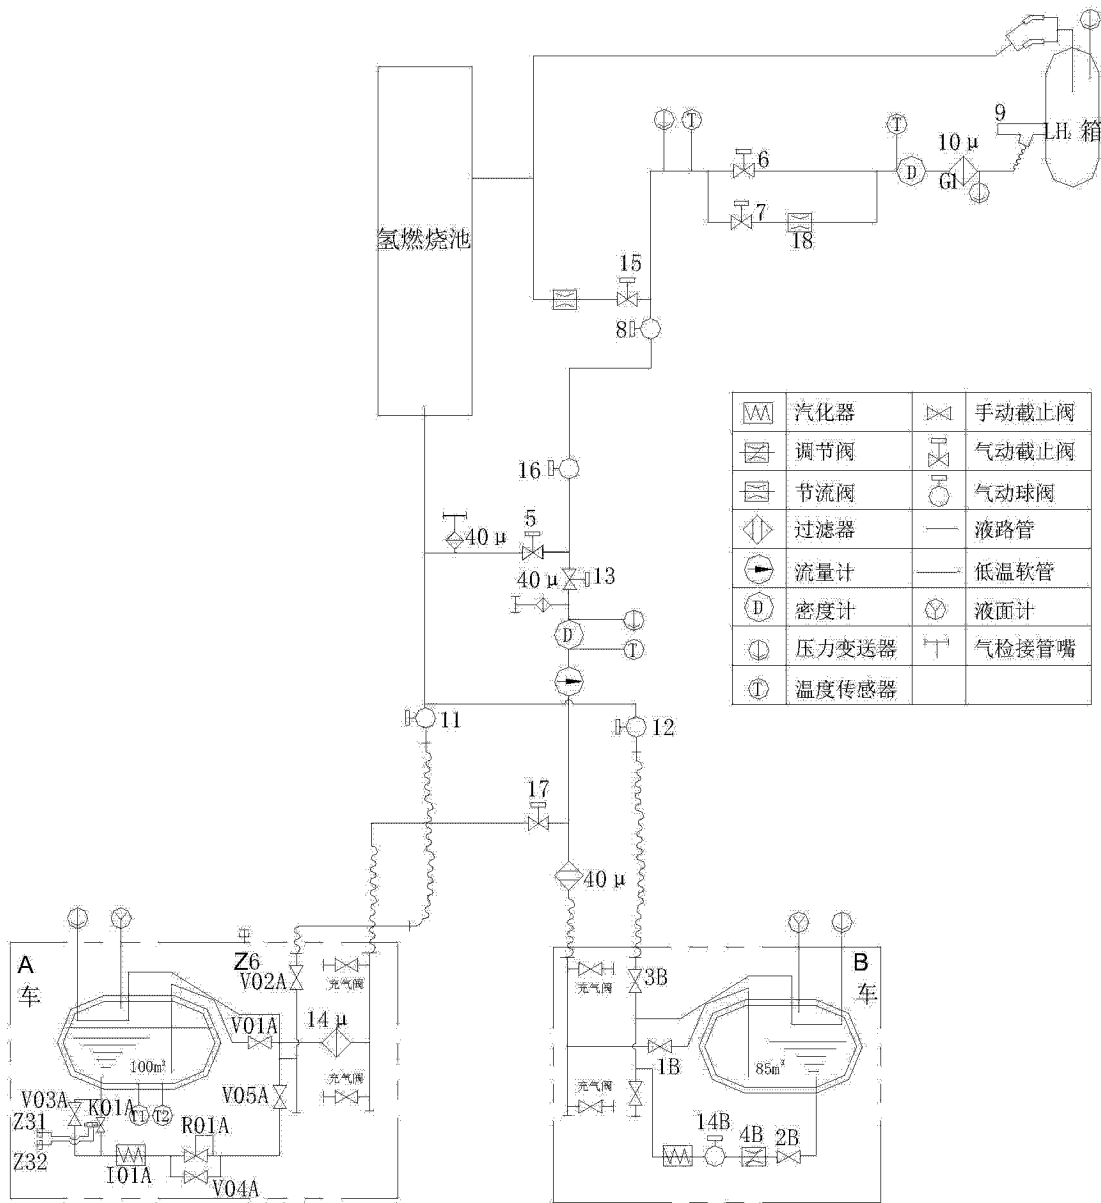 9
LH₂ 箱
T
T
10 μ
6
D
G1
7
18
氢燃烧池
15
8
16
5
40 μ
40 μ
13
D
T
11
12
17
40 μ
汽化器
手动截止阀
调节阀
气动截止阀
节流阀
气动球阀
过滤器
液路管
流量计
低温软管
D
密度计
Y
液面计
压力变送器
气检接管嘴
T
温度传感器
A
车
Y
Z6
V02A
充气阀
V01A
14 μ
100m³
V05A
充气阀
V03A
K01A
T1
T2
Z31
R01A
Z32
I01A
V04A
B
车
Y
充气阀
3B
1B
85m³
充气阀
14B
4B
2B